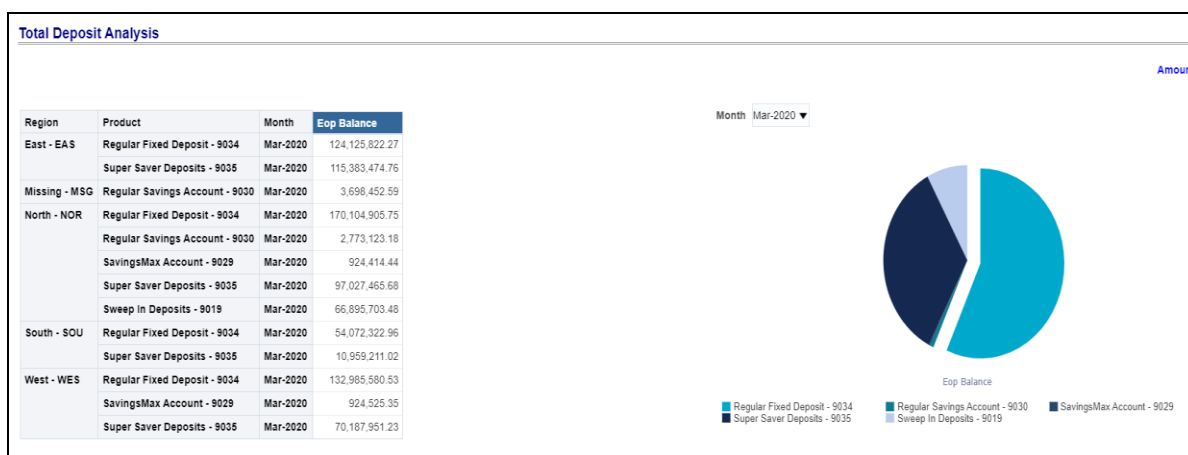 Total Deposit Analysis
Amoun
Region Product Month Eop Balance
East - EAS Regular Fixed Deposit - 9034 Mar-2020 124,125,822.27
Super Saver Deposits - 9035 Mar-2020 115,383,474.76
Missing - MSG Regular Savings Account - 9030 Mar-2020 3,698,452.59
North - NOR Regular Fixed Deposit - 9034 Mar-2020 170,104,905.75
Regular Savings Account - 9030 Mar-2020 2,773,123.18
SavingsMax Account - 9029 Mar-2020 924,414.44
Super Saver Deposits - 9035 Mar-2020 97,027,465.68
Sweep In Deposits - 9019 Mar-2020 66,895,703.48
South - SOU Regular Fixed Deposit - 9034 Mar-2020 54,072,322.96
Super Saver Deposits - 9035 Mar-2020 10,959,211.02
West - WES Regular Fixed Deposit - 9034 Mar-2020 132,985,580.53
SavingsMax Account - 9029 Mar-2020 924,525.35
Super Saver Deposits - 9035 Mar-2020 70,187,951.23
Month Mar-2020
Eop Balance
Regular Fixed Deposit - 9034 Regular Savings Account - 9030 SavingsMax Account - 9029
Super Saver Deposits - 9035 Sweep In Deposits - 9019